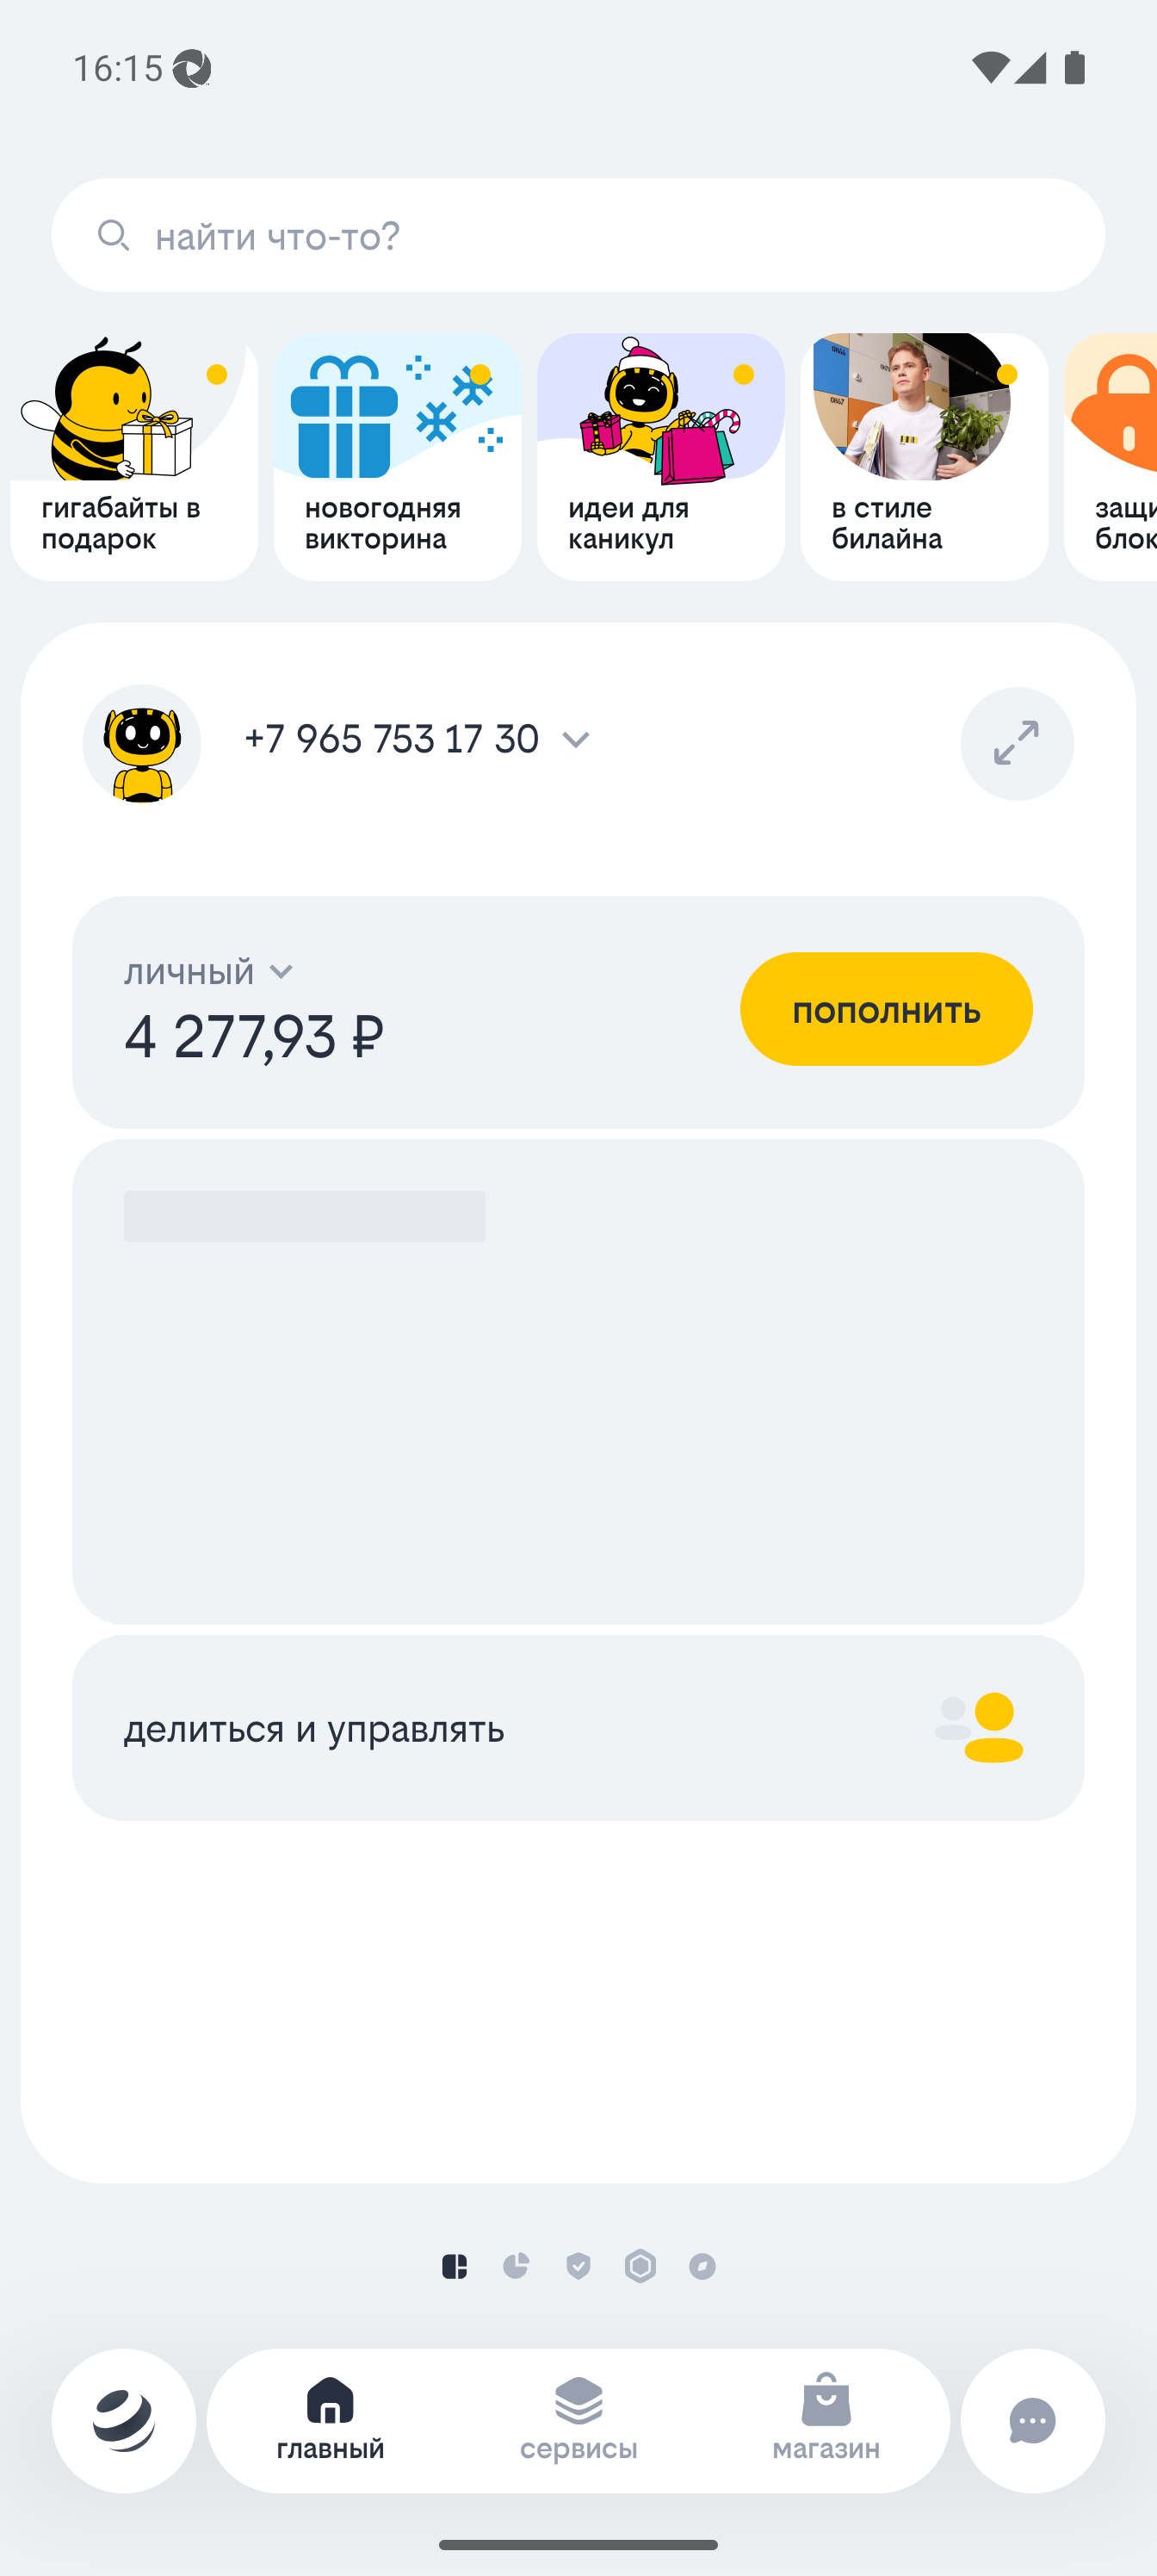 16:15
найти что-то?
гигабайты в
подарок
новогодняя
викторина
идеи для
каникул
в стиле
билайна
защи
блок
+7 965 753 17 30
личный
4 277,93 ₽
пополнить
делиться и управлять
главный
сервисы
магазин